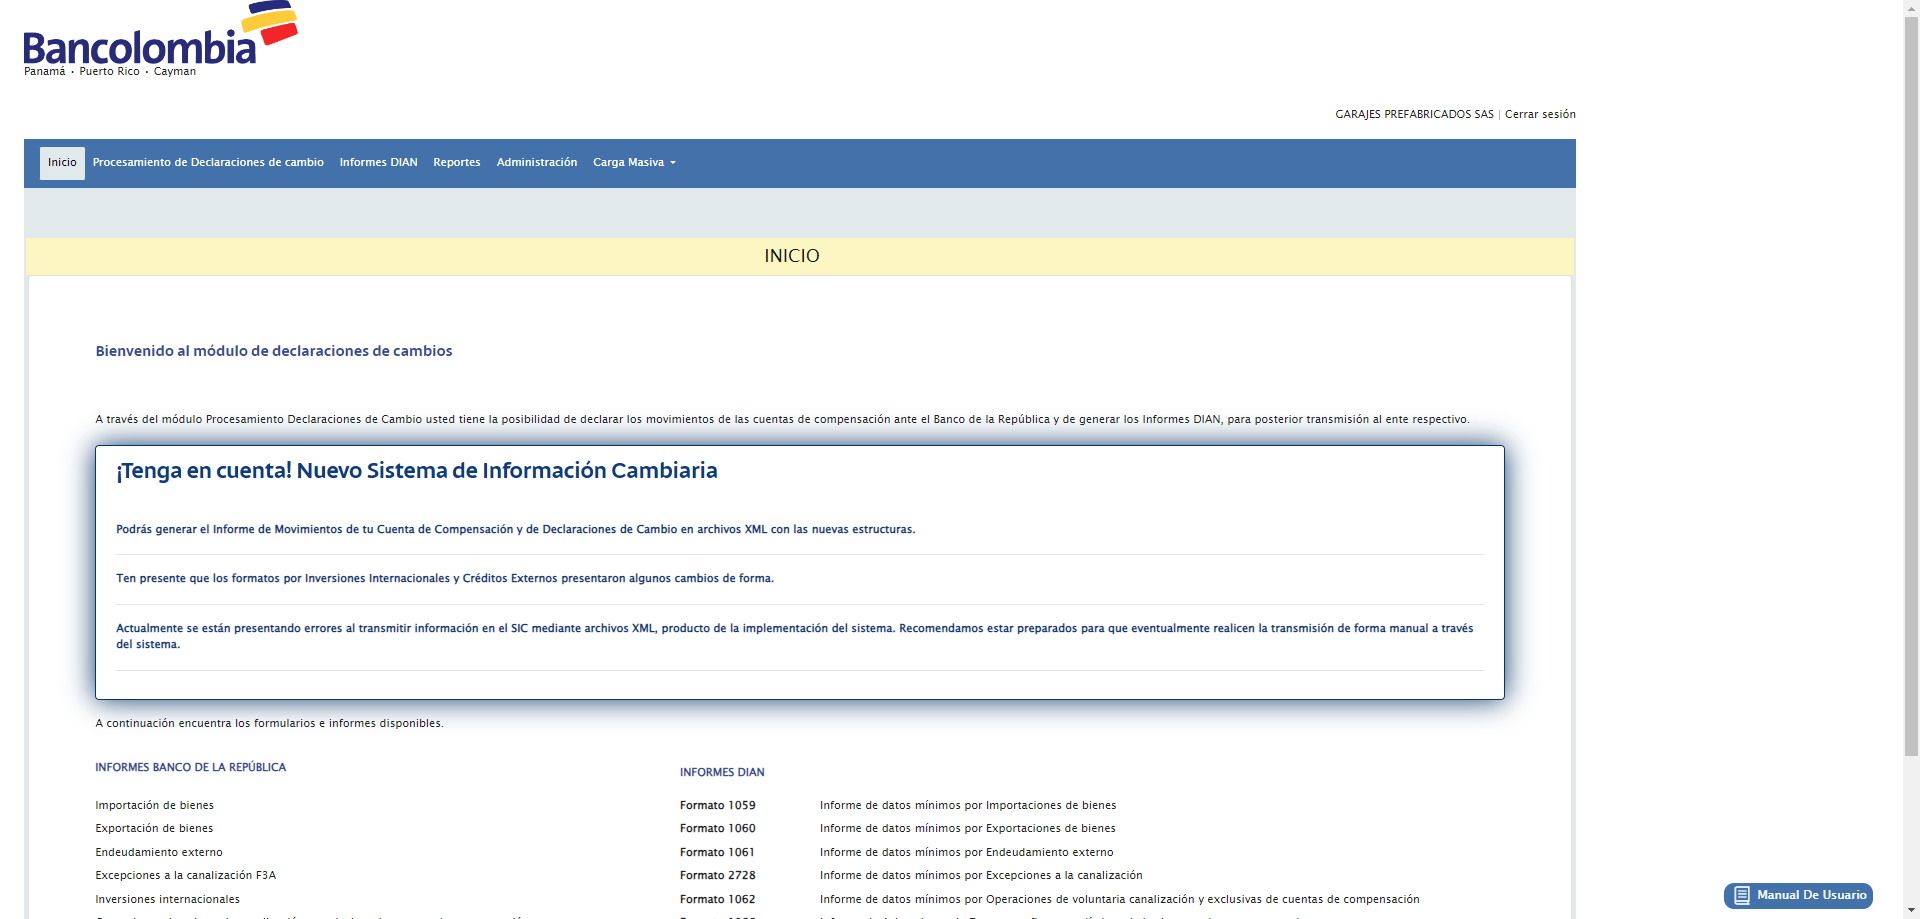 Bancolombia
Panamá • Puerto Rico • Cayman
GARAJES PREFABRICADOS SAS | Cerrar sesión
Inicio Procesamiento de Declaraciones de cambio Informes DIAN Reportes Administración Carga Masiva
INICIO
Bienvenido al módulo de declaraciones de cambios
A través del módulo Procesamiento Declaraciones de Cambio usted tiene la posibilidad de declarar los movimientos de las cuentas de compensación ante el Banco de la República y de generar los Informes DIAN, para posterior transmisión al ente respectivo.
¡Tenga en cuenta! Nuevo Sistema de Información Cambiaria
Podrás generar el Informe de Movimientos de tu Cuenta de Compensación y de Declaraciones de Cambio en archivos XML con las nuevas estructuras.
Ten presente que los formatos por Inversiones Internacionales y Créditos Externos presentaron algunos cambios de forma.
Actualmente se están presentando errores al transmitir información en el SIC mediante archivos XML, producto de la implementación del sistema. Recomendamos estar preparados para que eventualmente realicen la transmisión de forma manual a través
del sistema.
A continuación encuentra los formularios e informes disponibles.
INFORMES BANCO DE LA REPÚBLICA
Importación de bienes
Exportación de bienes
Endeudamiento externo
Excepciones a la canalización F3A
Inversiones internacionales
INFORMES DIAN
Formato 1059 Informe de datos mínimos por Importaciones de bienes
Formato 1060 Informe de datos mínimos por Exportaciones de bienes
Formato 1061 Informe de datos mínimos por Endeudamiento externo
Formato 2728 Informe de datos mínimos por Excepciones a la canalización
Formato 1062 Informe de datos mínimos por Operaciones de voluntaria canalización y exclusivas de cuentas de compensación
Manual De Usuario